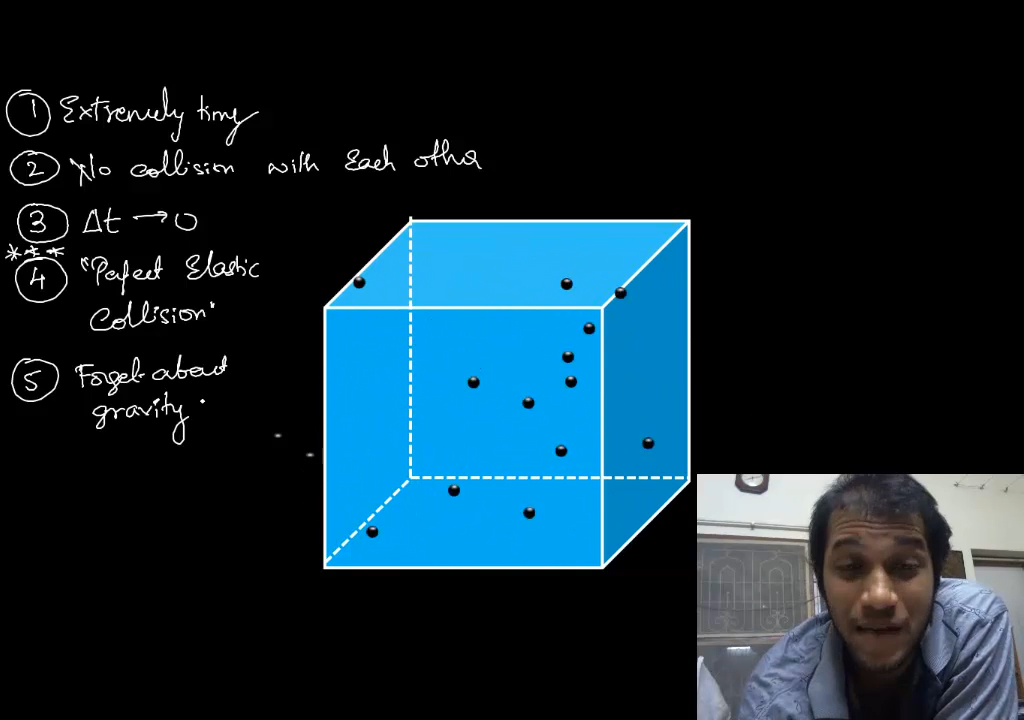 1 Extremely tiny
2 No collision with Each other
3 Δt → 0
***
4 "Perfect Elastic
Collision"
5 Forget about
gravity.